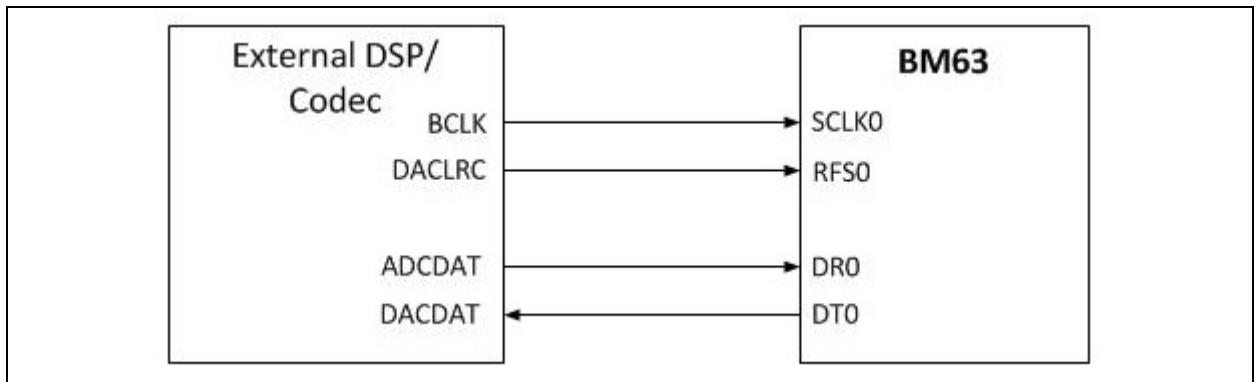 External DSP/
Codec
BCLK
DACLRC
ADCDAT
DACDAT
BM63
SCLK0
RFS0
DR0
DT0